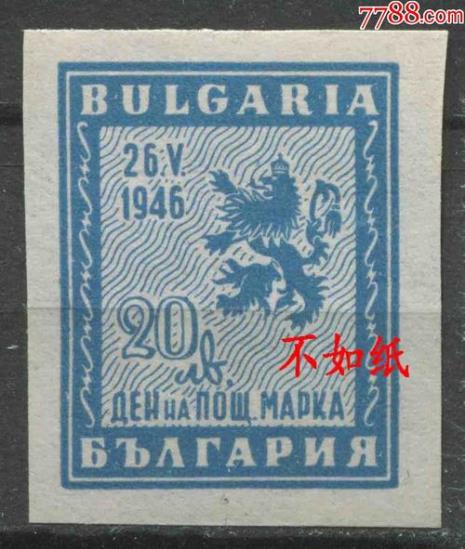 7788.com
BULGARIA
26.V.
1946
20
лв.
不如纸
ДЕН НА ПОЩ. МАРКА
БЪЛГАРИЯ